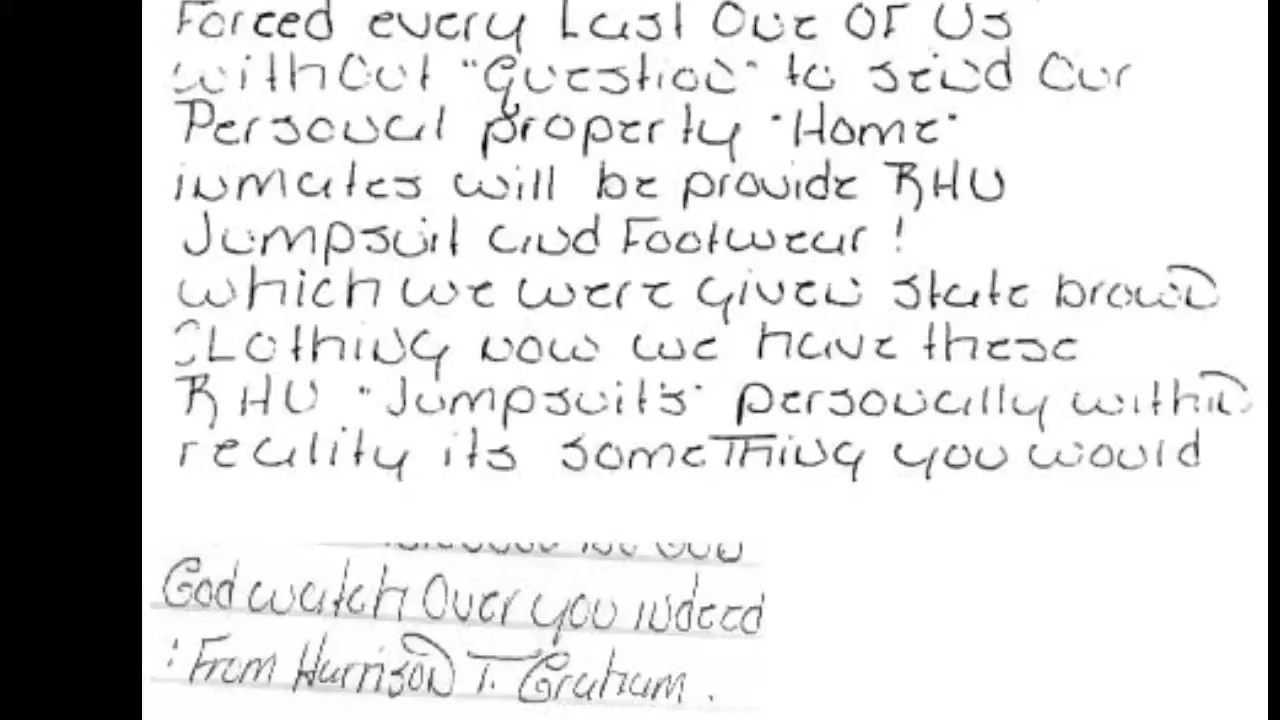 Forced every Last One OF Us
without "Question" to send Our
Personal property "Home"
inmates will be provide RHU
Jumpsuit and Footwear!
which we were given state brown
CLothing now we have these
RHU "Jumpsuits" personally within
reality its someThing you would
God watch Over you indeed
: From Harrison T. Graham.